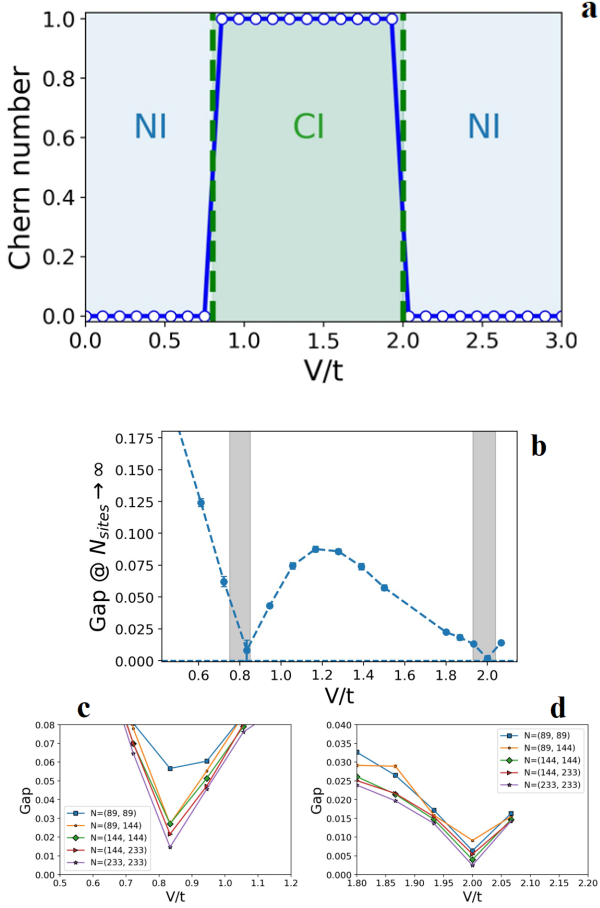 a
1.0
0.8
0.6
0.4
0.2
0.0
Chern number
NI
CI
NI
0.0 0.5 1.0 1.5 2.0 2.5 3.0
V/t
b
0.175
0.150
0.125
0.100
0.075
0.050
0.025
0.000
Gap @ Nsites → ∞
0.6 0.8 1.0 1.2 1.4 1.6 1.8 2.0
V/t
c
0.08
0.07
0.06
0.05
0.04
0.03
0.02
0.01
0.00
Gap
N=(89, 89)
N=(89, 144)
N=(144, 144)
N=(144, 233)
N=(233, 233)
0.5 0.6 0.7 0.8 0.9 1.0 1.1 1.2
V/t
d
0.040
0.035
0.030
0.025
0.020
0.015
0.010
0.005
0.000
Gap
N=(89, 89)
N=(89, 144)
N=(144, 144)
N=(144, 233)
N=(233, 233)
1.80 1.85 1.90 1.95 2.00 2.05 2.10 2.15 2.20
V/t